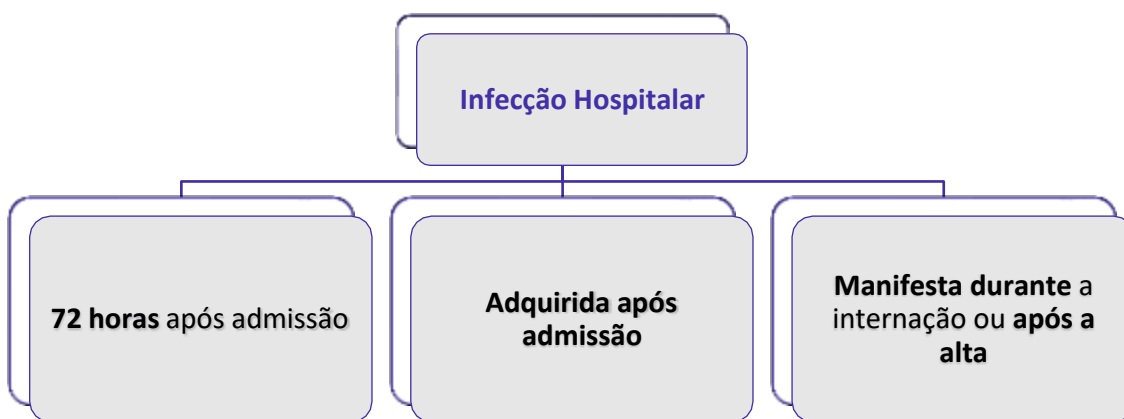 Infecção Hospitalar
72 horas após admissão
Adquirida após
admissão
Manifesta durante a
internação ou após a
alta